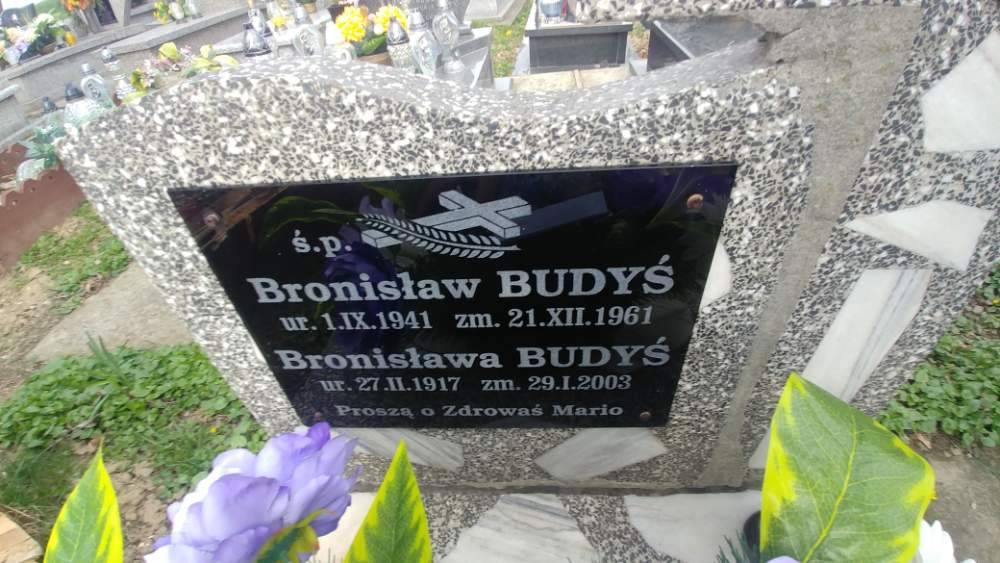 ś.p.
Bronisław BUDYŚ
ur. 1.IX.1941 zm. 21.XII.1961
Bronisława BUDYŚ
ur. 27.II.1917 zm. 29.I.2003
Proszą o Zdrowaś Mario